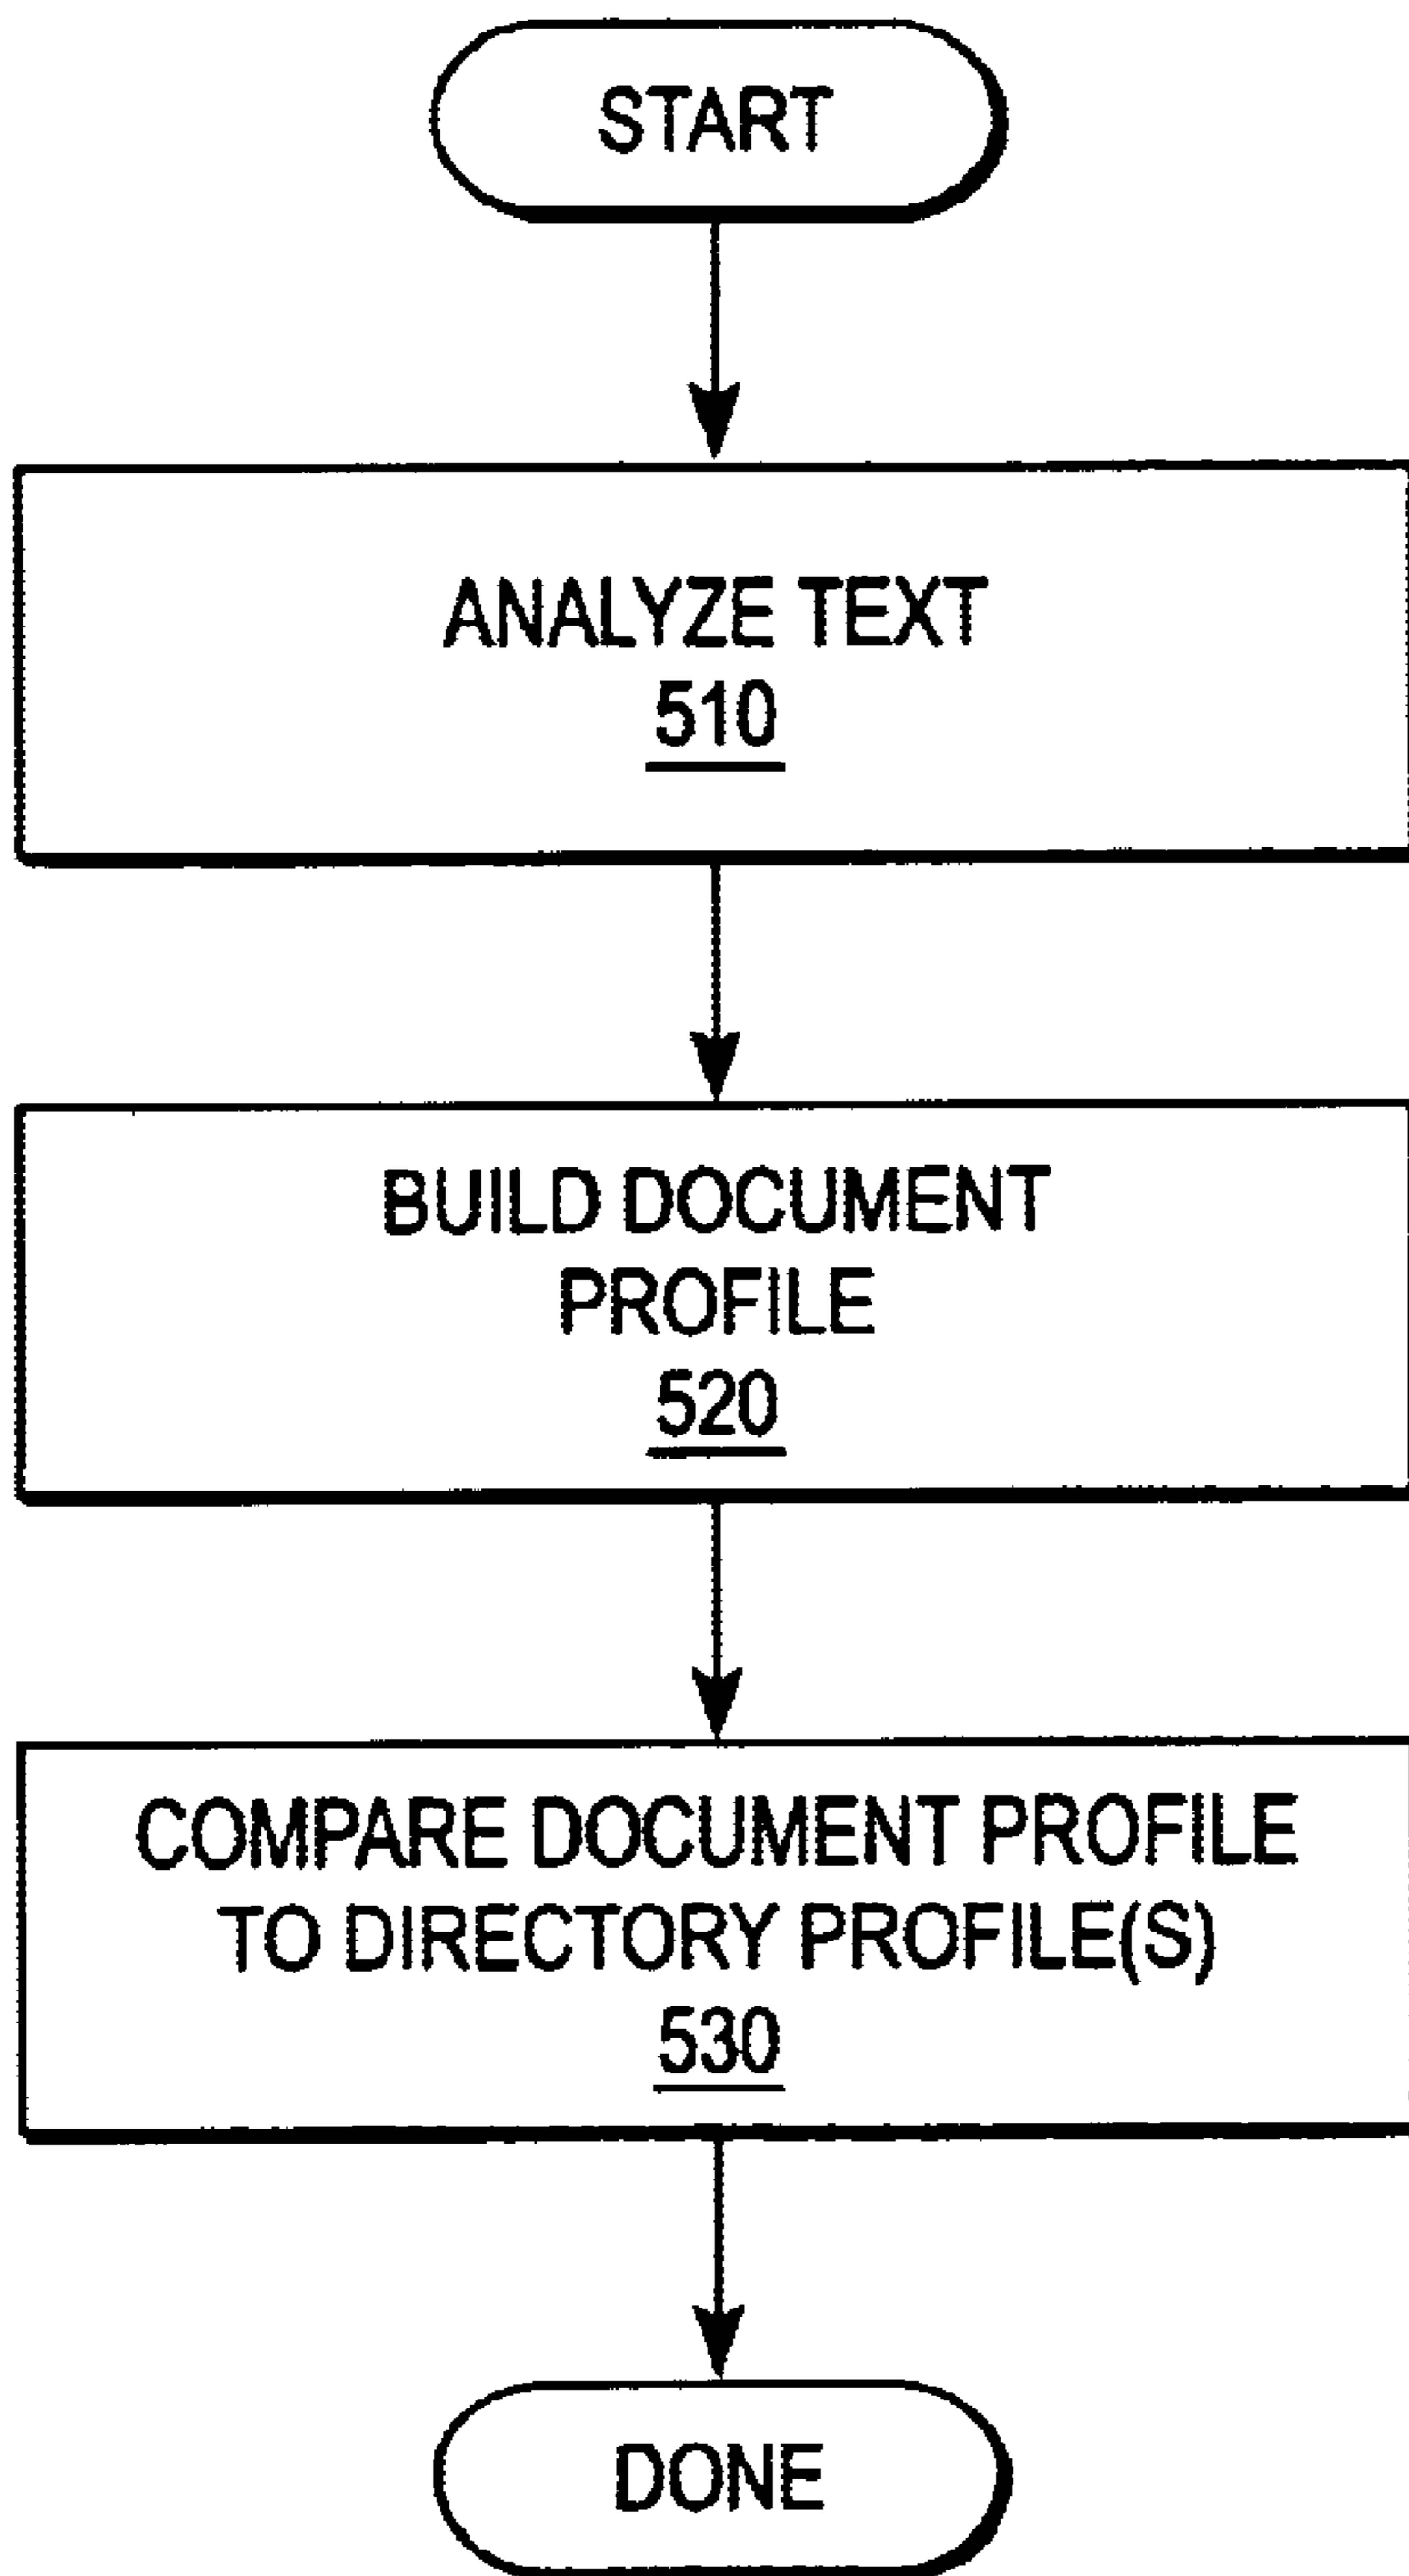 START
ANALYZE TEXT
510
BUILD DOCUMENT
PROFILE
520
COMPARE DOCUMENT PROFILE
TO DIRECTORY PROFILE(S)
530
DONE